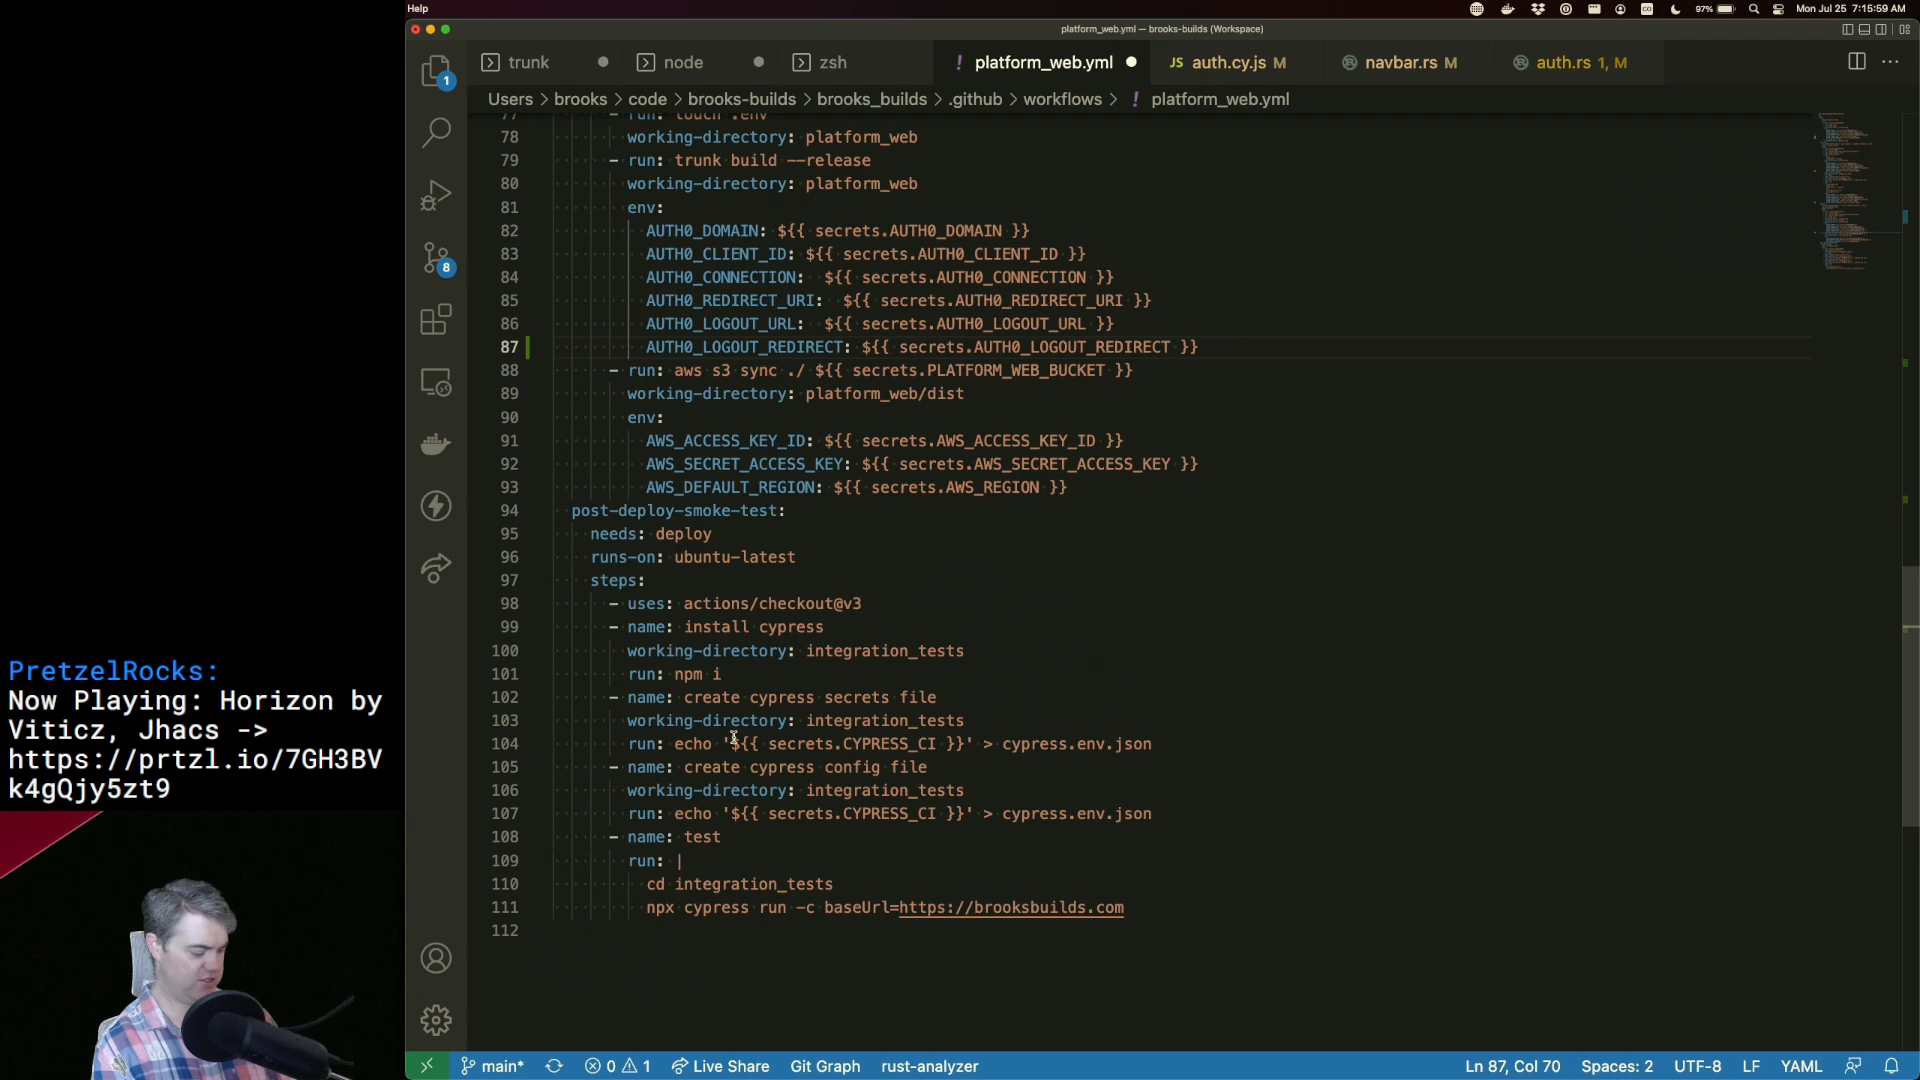 Help
97%
Mon Jul 25 7:15:59 AM
platform_web.yml — brooks-builds (Workspace)
trunk
node
zsh
! platform_web.yml
JS auth.cy.js M
navbar.rs M
auth.rs 1, M
Users > brooks > code > brooks-builds > brooks_builds > .github > workflows > ! platform_web.yml
77 - run: touch .env
78 working-directory: platform_web
79 - run: trunk build --release
80 working-directory: platform_web
81 env:
82 AUTH0_DOMAIN: ${{ secrets.AUTH0_DOMAIN }}
83 AUTH0_CLIENT_ID: ${{ secrets.AUTH0_CLIENT_ID }}
84 AUTH0_CONNECTION: ${{ secrets.AUTH0_CONNECTION }}
85 AUTH0_REDIRECT_URI: ${{ secrets.AUTH0_REDIRECT_URI }}
86 AUTH0_LOGOUT_URL: ${{ secrets.AUTH0_LOGOUT_URL }}
87 AUTH0_LOGOUT_REDIRECT: ${{ secrets.AUTH0_LOGOUT_REDIRECT }}
88 - run: aws s3 sync ./ ${{ secrets.PLATFORM_WEB_BUCKET }}
89 working-directory: platform_web/dist
90 env:
91 AWS_ACCESS_KEY_ID: ${{ secrets.AWS_ACCESS_KEY_ID }}
92 AWS_SECRET_ACCESS_KEY: ${{ secrets.AWS_SECRET_ACCESS_KEY }}
93 AWS_DEFAULT_REGION: ${{ secrets.AWS_REGION }}
94 post-deploy-smoke-test:
95 needs: deploy
96 runs-on: ubuntu-latest
97 steps:
98 - uses: actions/checkout@v3
99 - name: install cypress
100 working-directory: integration_tests
101 run: npm i
102 - name: create cypress secrets file
103 working-directory: integration_tests
104 run: echo '${{ secrets.CYPRESS_CI }}' > cypress.env.json
105 - name: create cypress config file
106 working-directory: integration_tests
107 run: echo '${{ secrets.CYPRESS_CI }}' > cypress.env.json
108 - name: test
109 run: |
110 cd integration_tests
111 npx cypress run -c baseUrl=https://brooksbuilds.com
112
1
8
PretzelRocks:
Now Playing: Horizon by
Viticz, Jhacs ->
https://prtzl.io/7GH3BV
k4gQjy5zt9
main*
0
1
Live Share
Git Graph
rust-analyzer
Ln 87, Col 70
Spaces: 2
UTF-8
LF
YAML